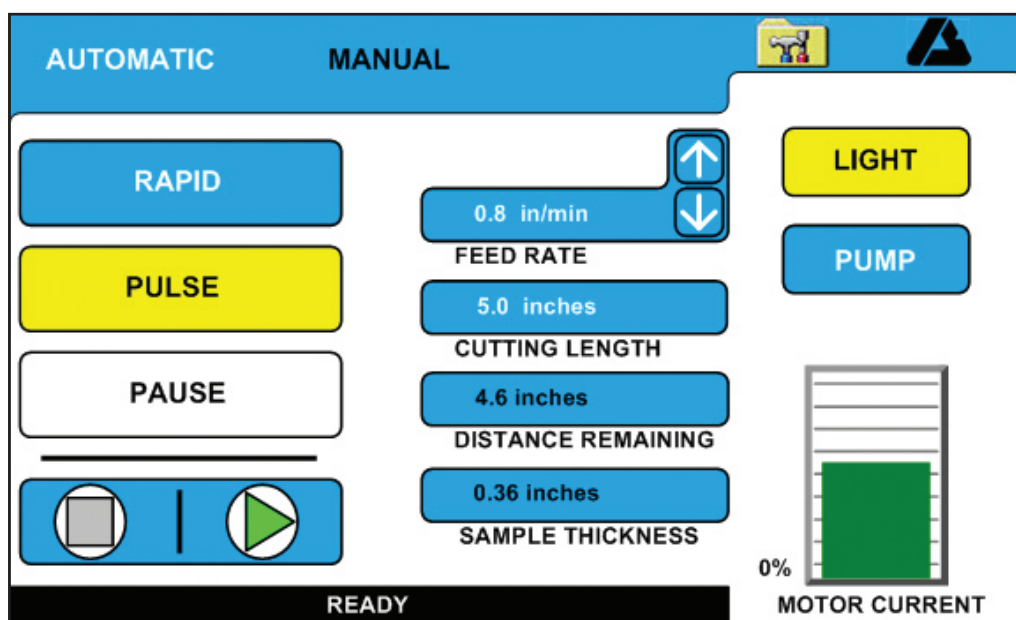 AUTOMATIC MANUAL
RAPID
PULSE
PAUSE
0.8 in/min
FEED RATE
5.0 inches
CUTTING LENGTH
4.6 inches
DISTANCE REMAINING
0.36 inches
SAMPLE THICKNESS
READY
LIGHT
PUMP
0%
MOTOR CURRENT